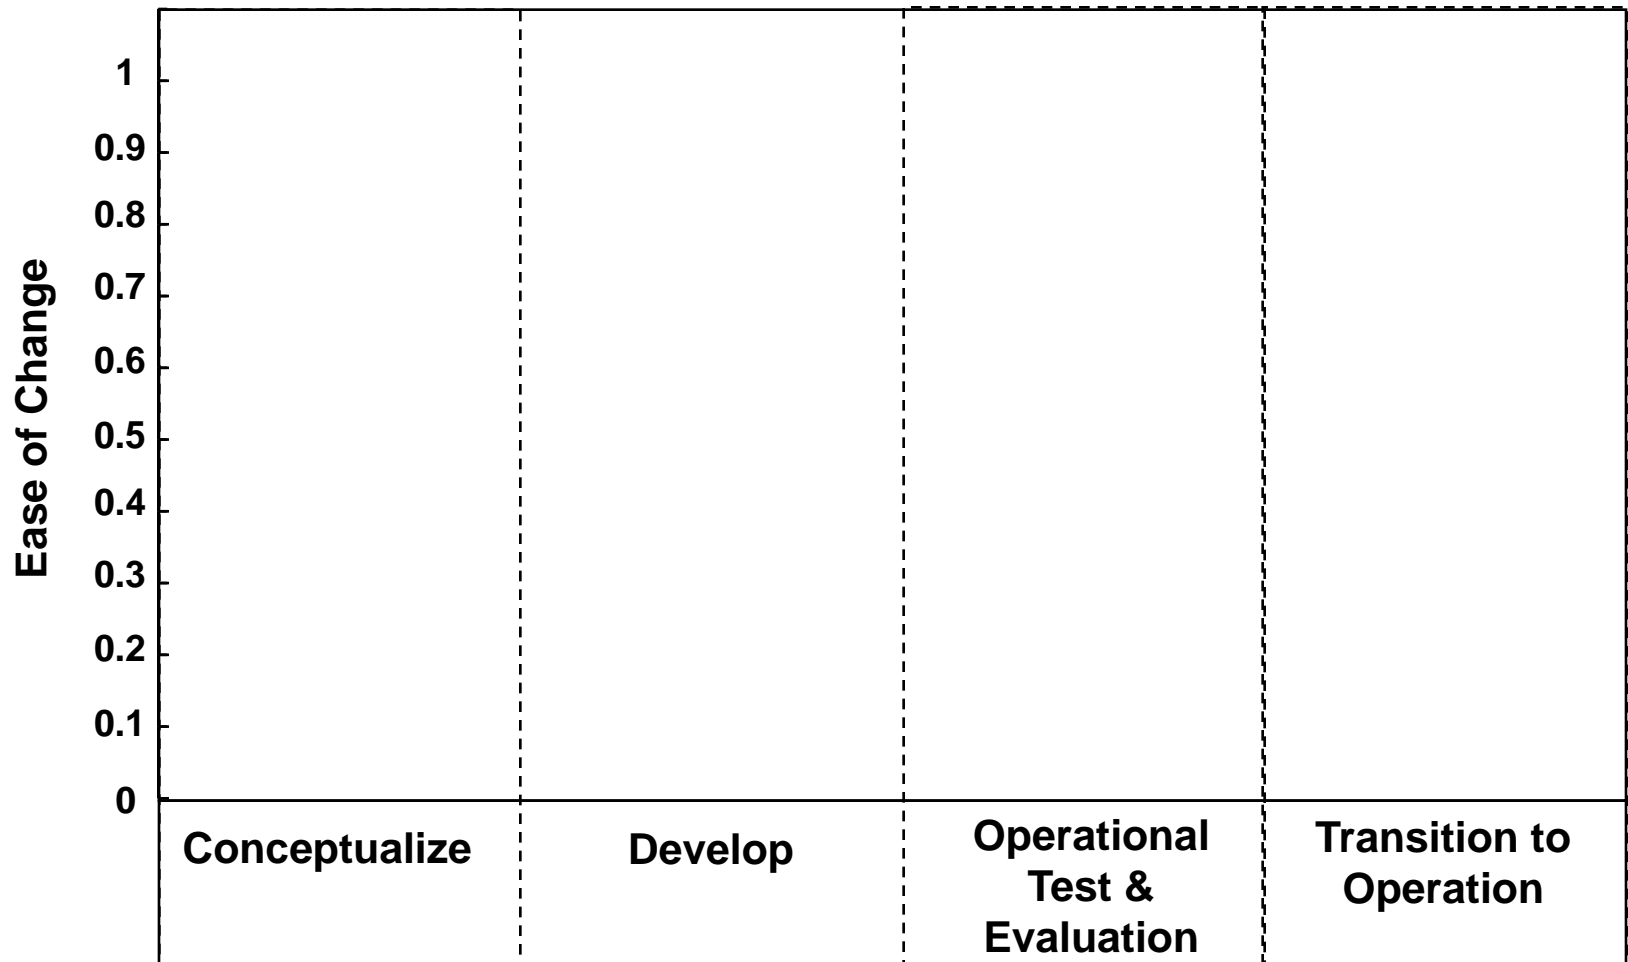 Ease of Change
1
0.9
0.8
0.7
0.6
0.5
0.4
0.3
0.2
0.1
0
Conceptualize
Develop
Operational
Test &
Evaluation
Transition to
Operation